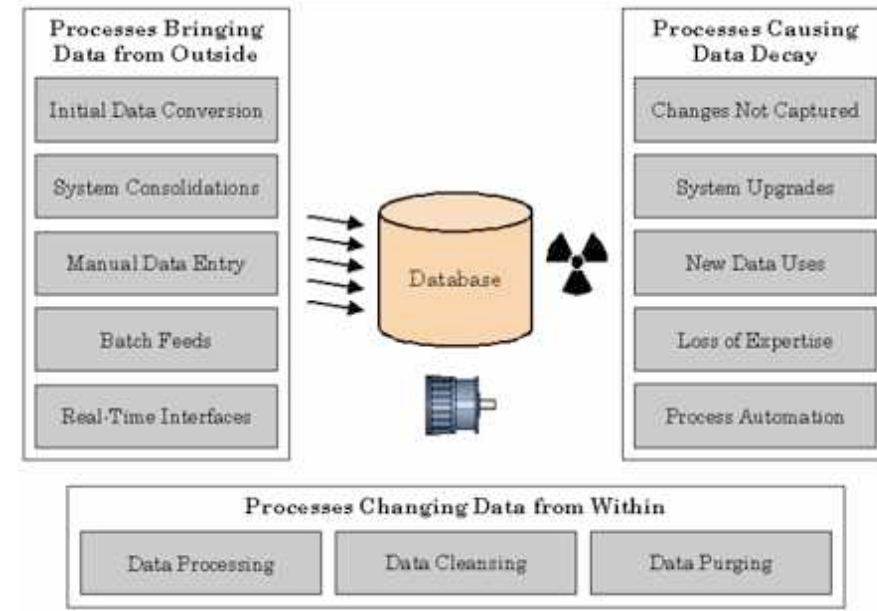 Processes Bringing
Data from Outside
Initial Data Conversion
System Consolidations
Manual Data Entry
Batch Feeds
Real-Time Interfaces
Database
Processes Causing
Data Decay
Changes Not Captured
System Upgrades
New Data Uses
Loss of Expertise
Process Automation
Processes Changing Data from Within
Data Processing
Data Cleansing
Data Purging